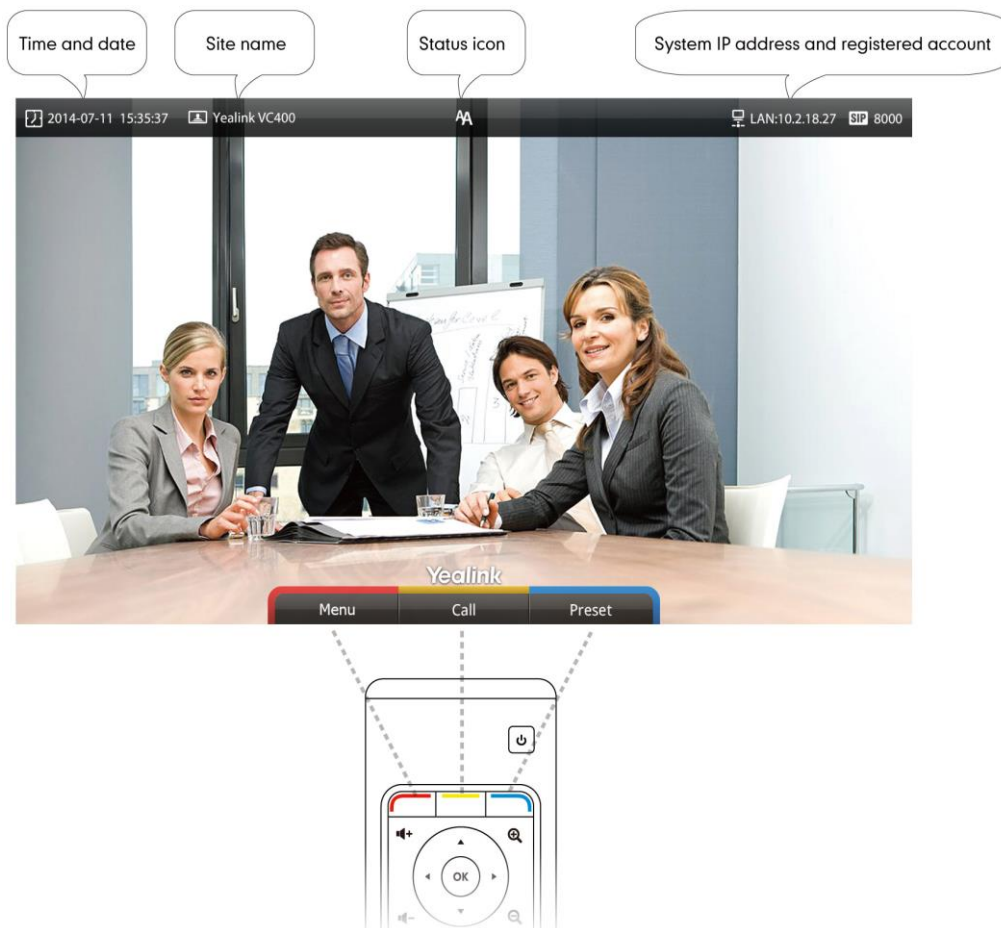 Time and date
Site name
Status icon
System IP address and registered account
2014-07-11 15:35:37
Yealink VC400
AA
LAN:10.2.18.27
SIP 8000
Yealink
Menu
Call
Preset
OK